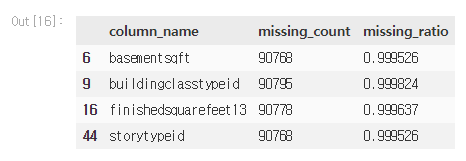 Out[16]:
column_name missing_count missing_ratio
6 basementsqft 90768 0.999526
9 buildingclasstypeid 90795 0.999824
16 finishedsquarefeet13 90778 0.999637
44 storytypeid 90768 0.999526